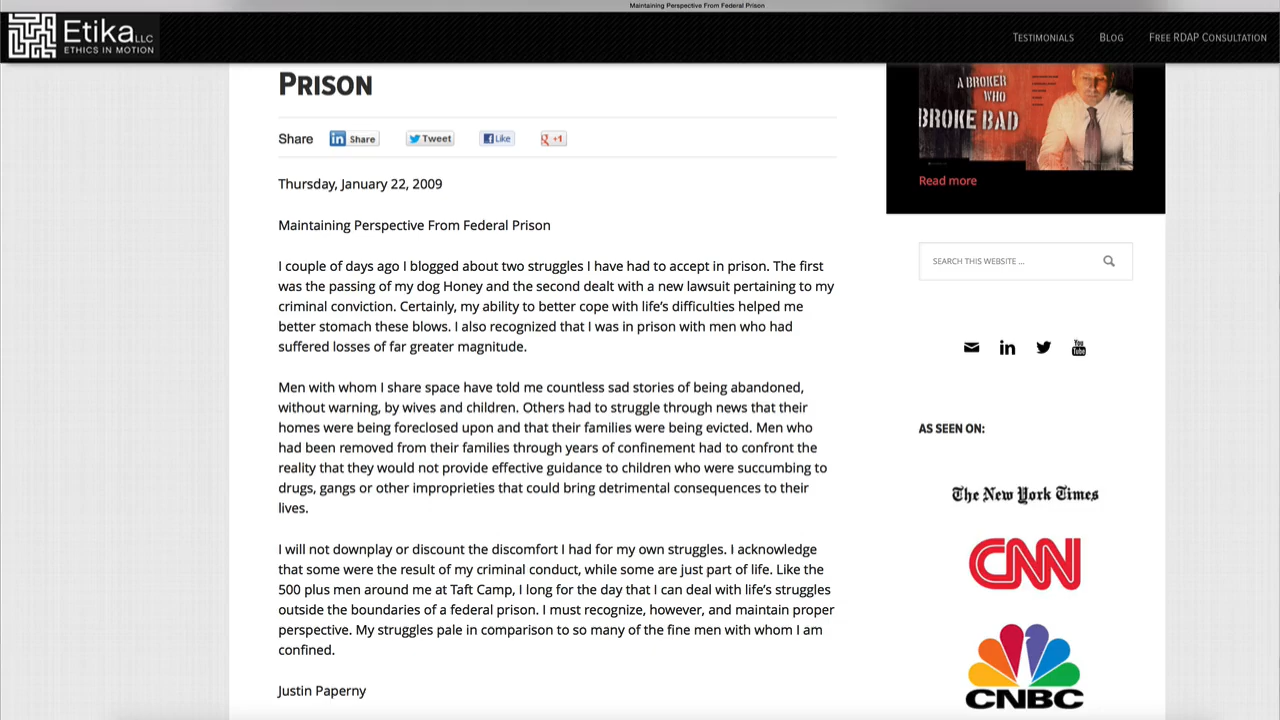 Maintaining Perspective From Federal Prison
Etika LLC
ETHICS IN MOTION
TESTIMONIALS
BLOG
FREE RDAP CONSULTATION
PRISON
Share
in Share
Tweet
Like
g +1
Thursday, January 22, 2009
Maintaining Perspective From Federal Prison
I couple of days ago I blogged about two struggles I have had to accept in prison. The first
was the passing of my dog Honey and the second dealt with a new lawsuit pertaining to my
criminal conviction. Certainly, my ability to better cope with life's difficulties helped me
better stomach these blows. I also recognized that I was in prison with men who had
suffered losses of far greater magnitude.
Men with whom I share space have told me countless sad stories of being abandoned,
without warning, by wives and children. Others had to struggle through news that their
homes were being foreclosed upon and that their families were being evicted. Men who
had been removed from their families through years of confinement had to confront the
reality that they would not provide effective guidance to children who were succumbing to
drugs, gangs or other improprieties that could bring detrimental consequences to their
lives.
I will not downplay or discount the discomfort I had for my own struggles. I acknowledge
that some were the result of my criminal conduct, while some are just part of life. Like the
500 plus men around me at Taft Camp, I long for the day that I can deal with life's struggles
outside the boundaries of a federal prison. I must recognize, however, and maintain proper
perspective. My struggles pale in comparison to so many of the fine men with whom I am
confined.
Justin Paperny
A BROKER
WHO
BROKE BAD
Read more
SEARCH THIS WEBSITE ...
in
You
Tube
AS SEEN ON:
The New York Times
CNN
CNBC